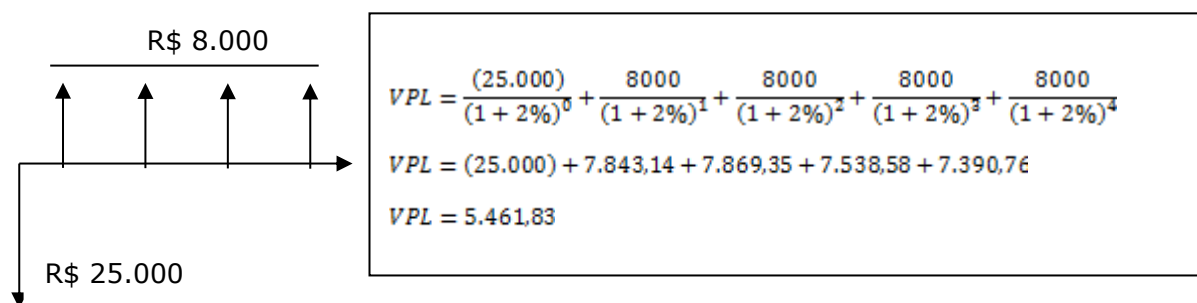 R$ 8.000
R$ 25.000
VPL = (25.000)/(1 + 2%)^0 + 8000/(1 + 2%)^1 + 8000/(1 + 2%)^2 + 8000/(1 + 2%)^3 + 8000/(1 + 2%)^4
VPL = (25.000) + 7.843,14 + 7.869,35 + 7.538,58 + 7.390,76
VPL = 5.461,83